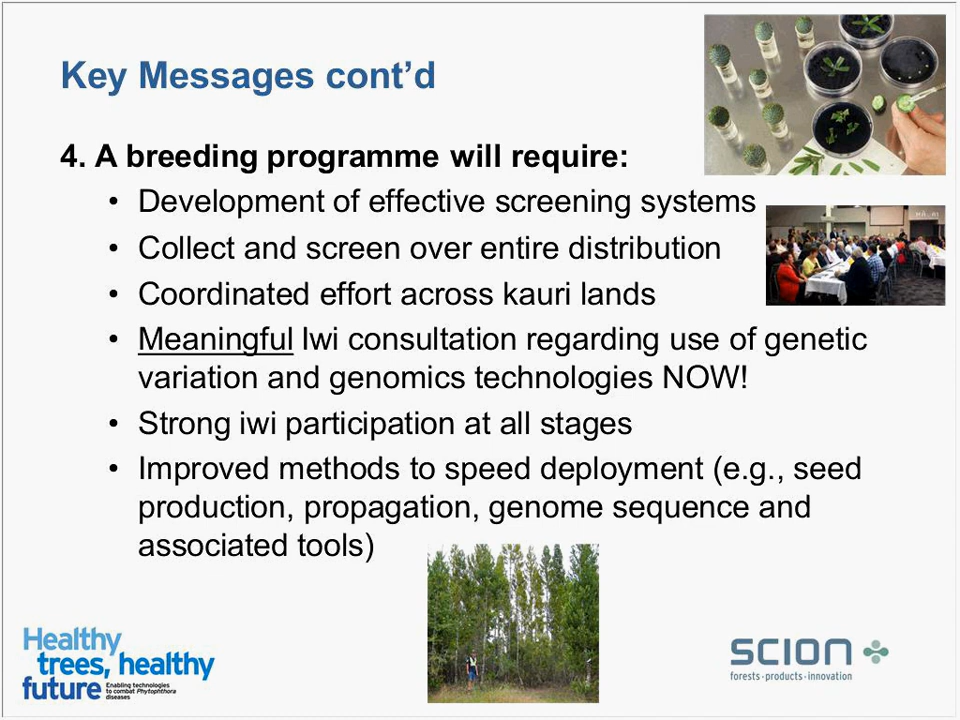 Key Messages cont’d
4. A breeding programme will require:
• Development of effective screening systems
• Collect and screen over entire distribution
• Coordinated effort across kauri lands
• Meaningful Iwi consultation regarding use of genetic
variation and genomics technologies NOW!
• Strong iwi participation at all stages
• Improved methods to speed deployment (e.g., seed
production, propagation, genome sequence and
associated tools)
Healthy
trees, healthy
future
Enabling technologies
to combat Phytophthora
diseases
SCION
forests · products · innovation